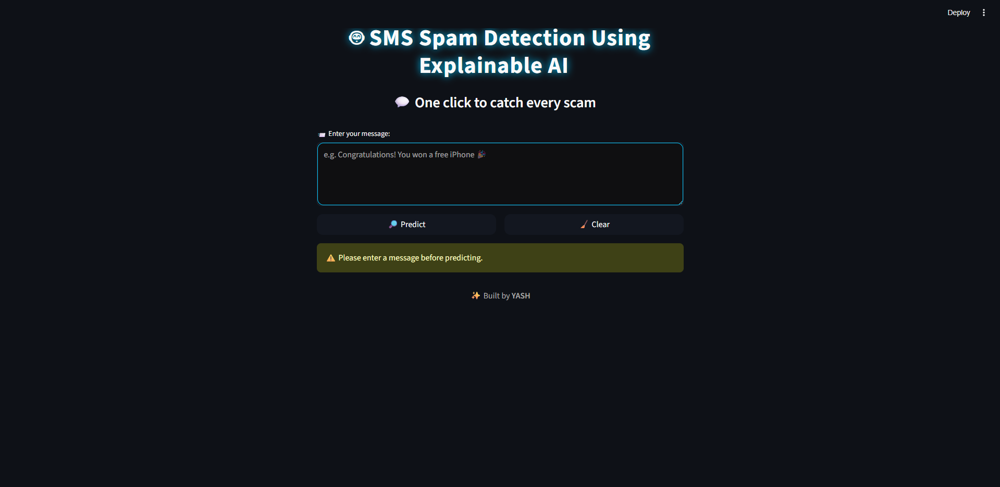 Deploy
SMS Spam Detection Using
Explainable AI
💬 One click to catch every scam
📨 Enter your message:
e.g. Congratulations! You won a free iPhone 🎉
🔎 Predict
🧹 Clear
⚠️ Please enter a message before predicting.
✨ Built by YASH